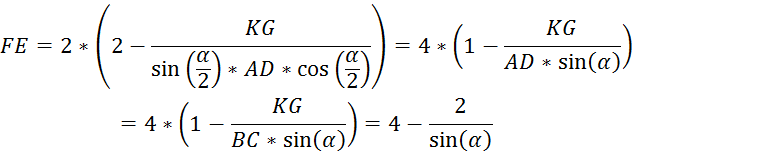 FE = 2 * (2 - KG / (sin(α/2) * AD * cos(α/2))) = 4 * (1 - KG / (AD * sin(α)))
= 4 * (1 - KG / (BC * sin(α))) = 4 - 2 / sin(α)